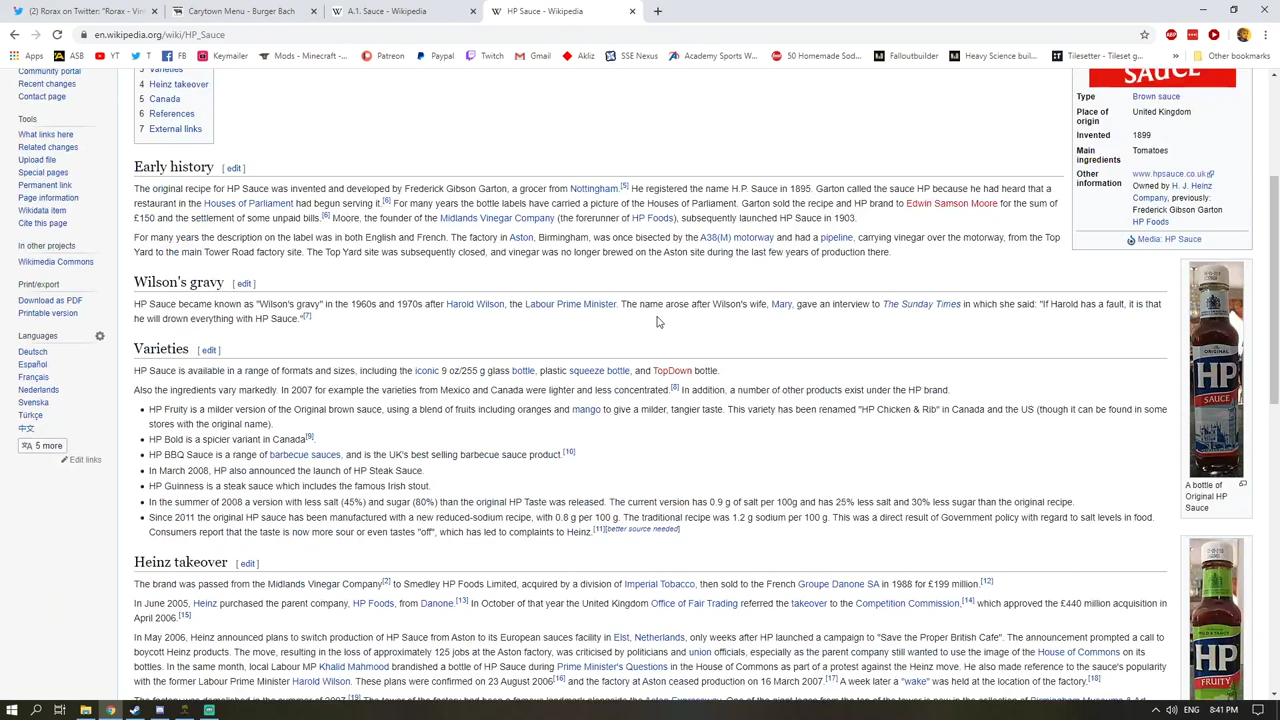 (2) Rorax on Twitter: "Rorax - Vin
Carytown Menu - Burger Bach
A.1. Sauce - Wikipedia
HP Sauce - Wikipedia
en.wikipedia.org/wiki/HP_Sauce
Apps ASB YT T FB Keymailer Mods - Minecraft -... Patreon Paypal Twitch Gmail Akliz SSE Nexus Academy Sports W... 50 Homemade Sod... Falloutbuilder Heavy Science buil... Tilesetter - Tileset g... » Other bookmarks
Community portal
Recent changes
Contact page
Tools
What links here
Related changes
Upload file
Special pages
Permanent link
Page information
Wikidata item
Cite this page
In other projects
Wikimedia Commons
Print/export
Download as PDF
Printable version
Languages
Deutsch
Español
Français
Nederlands
Svenska
Türkçe
中文
5 more
Edit links
3 Varieties
4 Heinz takeover
5 Canada
6 References
7 External links
Early history [ edit ]
The original recipe for HP Sauce was invented and developed by Frederick Gibson Garton, a grocer from Nottingham.[5] He registered the name H.P. Sauce in 1895. Garton called the sauce HP because he had heard that a
restaurant in the Houses of Parliament had begun serving it.[6] For many years the bottle labels have carried a picture of the Houses of Parliament. Garton sold the recipe and HP brand to Edwin Samson Moore for the sum of
£150 and the settlement of some unpaid bills.[6] Moore, the founder of the Midlands Vinegar Company (the forerunner of HP Foods), subsequently launched HP Sauce in 1903.
For many years the description on the label was in both English and French. The factory in Aston, Birmingham, was once bisected by the A38(M) motorway and had a pipeline, carrying vinegar over the motorway, from the Top
Yard to the main Tower Road factory site. The Top Yard site was subsequently closed, and vinegar was no longer brewed on the Aston site during the last few years of production there.
Wilson's gravy [ edit ]
HP Sauce became known as "Wilson's gravy" in the 1960s and 1970s after Harold Wilson, the Labour Prime Minister. The name arose after Wilson's wife, Mary, gave an interview to The Sunday Times in which she said: "If Harold has a fault, it is that
he will drown everything with HP Sauce."[7]
Varieties [ edit ]
HP Sauce is available in a range of formats and sizes, including the iconic 9 oz/255 g glass bottle, plastic squeeze bottle, and TopDown bottle.
Also the ingredients vary markedly. In 2007 for example the varieties from Mexico and Canada were lighter and less concentrated.[8] In addition, a number of other products exist under the HP brand.
• HP Fruity is a milder version of the Original brown sauce, using a blend of fruits including oranges and mango to give a milder, tangier taste. This variety has been renamed "HP Chicken & Rib" in Canada and the US (though it can be found in some
stores with the original name).
• HP Bold is a spicier variant in Canada[9].
• HP BBQ Sauce is a range of barbecue sauces, and is the UK's best selling barbecue sauce product.[10]
• In March 2008, HP also announced the launch of HP Steak Sauce.
• HP Guinness is a steak sauce which includes the famous Irish stout.
• In the summer of 2008 a version with less salt (45%) and sugar (80%) than the original HP Taste was released. The current version has 0.9 g of salt per 100g and has 25% less salt and 30% less sugar than the original recipe.
• Since 2011 the original HP sauce has been manufactured with a new reduced-sodium recipe, with 0.8 g per 100 g. The traditional recipe was 1.2 g sodium per 100 g. This was a direct result of Government policy with regard to salt levels in food.
Consumers report that the taste is now more sour or even tastes "off", which has led to complaints to Heinz.[11][better source needed]
Heinz takeover [ edit ]
The brand was passed from the Midlands Vinegar Company[2] to Smedley HP Foods Limited, acquired by a division of Imperial Tobacco, then sold to the French Groupe Danone SA in 1988 for £199 million.[12]
In June 2005, Heinz purchased the parent company, HP Foods, from Danone.[13] In October of that year the United Kingdom Office of Fair Trading referred the takeover to the Competition Commission,[14] which approved the £440 million acquisition in
April 2006.[15]
In May 2006, Heinz announced plans to switch production of HP Sauce from Aston to its European sauces facility in Elst, Netherlands, only weeks after HP launched a campaign to "Save the Proper British Cafe". The announcement prompted a call to
boycott Heinz products. The move, resulting in the loss of approximately 125 jobs at the Aston factory, was criticised by politicians and union officials, especially as the parent company still wanted to use the image of the House of Commons on its
bottles. In the same month, local Labour MP Khalid Mahmood brandished a bottle of HP Sauce during Prime Minister's Questions in the House of Commons as part of a protest against the Heinz move. He also made reference to the sauce's popularity
with the former Labour Prime Minister Harold Wilson. These plans were confirmed on 23 August 2006[16] and the factory at Aston ceased production on 16 March 2007.[17] A week later a "wake" was held at the location of the factory.[18]
SAUCE
Type Brown sauce
Place of origin United Kingdom
Invented 1899
Main ingredients Tomatoes
Other information www.hpsauce.co.uk
Owned by H. J. Heinz
Company, previously:
Frederick Gibson Garton
HP Foods
Media: HP Sauce
ORIGINAL
HP
SAUCE
A bottle of
Original HP
Sauce
HP
FRUITY
ENG 8:41 PM